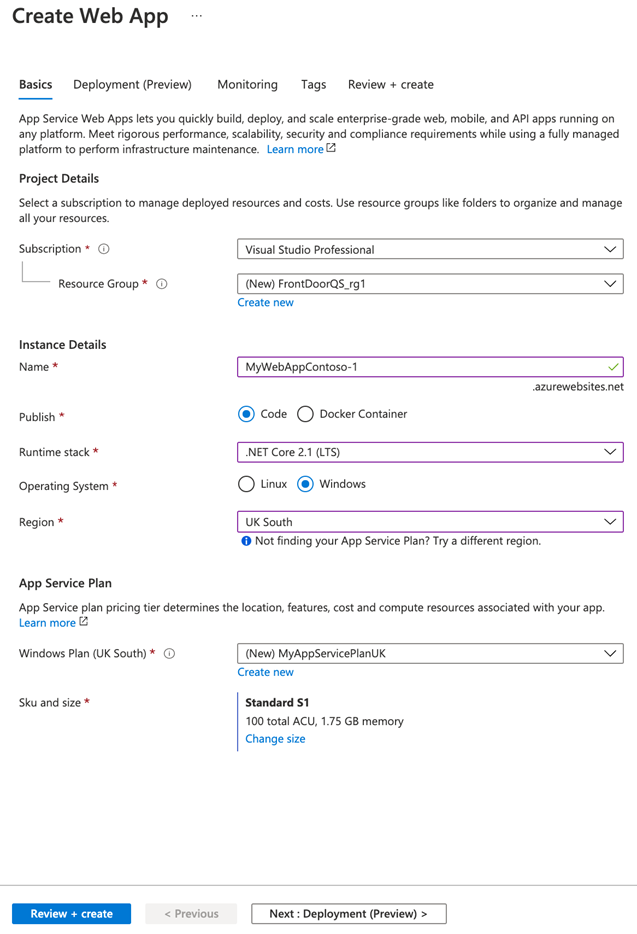 Create Web App ...
Basics Deployment (Preview) Monitoring Tags Review + create
App Service Web Apps lets you quickly build, deploy, and scale enterprise-grade web, mobile, and API apps running on
any platform. Meet rigorous performance, scalability, security and compliance requirements while using a fully managed
platform to perform infrastructure maintenance. Learn more
Project Details
Select a subscription to manage deployed resources and costs. Use resource groups like folders to organize and manage
all your resources.
Subscription * Visual Studio Professional
Resource Group * (New) FrontDoorQS_rg1
Create new
Instance Details
Name * MyWebAppContoso-1
.azurewebsites.net
Publish * Code Docker Container
Runtime stack * .NET Core 2.1 (LTS)
Operating System * Linux Windows
Region * UK South
Not finding your App Service Plan? Try a different region.
App Service Plan
App Service plan pricing tier determines the location, features, cost and compute resources associated with your app.
Learn more
Windows Plan (UK South) * (New) MyAppServicePlanUK
Create new
Sku and size * Standard S1
100 total ACU, 1.75 GB memory
Change size
Review + create < Previous Next : Deployment (Preview) >